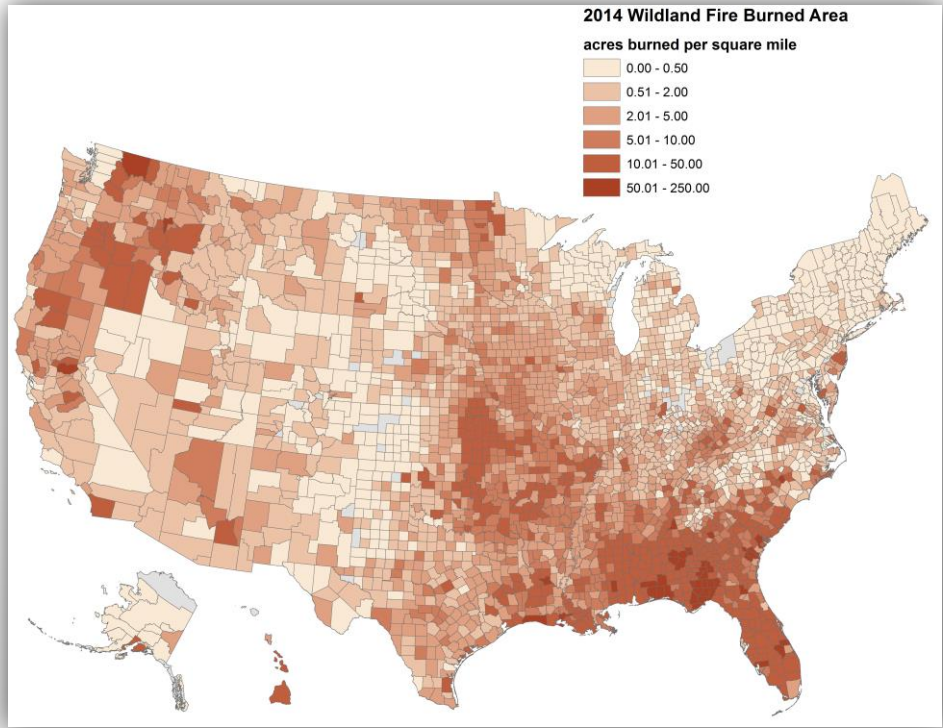 2014 Wildland Fire Burned Area
acres burned per square mile
0.00 - 0.50
0.51 - 2.00
2.01 - 5.00
5.01 - 10.00
10.01 - 50.00
50.01 - 250.00